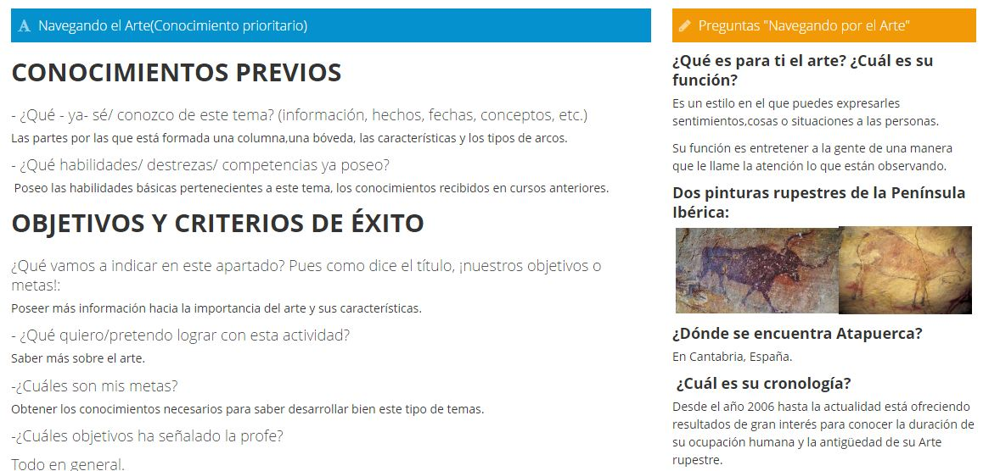 Navegando el Arte(Conocimiento prioritario)
CONOCIMIENTOS PREVIOS
- ¿Qué - ya- sé/ conozco de este tema? (información, hechos, fechas, conceptos, etc.)
Las partes por las que está formada una columna,una bóveda, las características y los tipos de arcos.
- ¿Qué habilidades/ destrezas/ competencias ya poseo?
Poseo las habilidades básicas pertenecientes a este tema, los conocimientos recibidos en cursos anteriores.
OBJETIVOS Y CRITERIOS DE ÉXITO
¿Qué vamos a indicar en este apartado? Pues como dice el título, ¡nuestros objetivos o
metas!:
Poseer más información hacia la importancia del arte y sus características.
- ¿Qué quiero/pretendo lograr con esta actividad?
Saber más sobre el arte.
-¿Cuáles son mis metas?
Obtener los conocimientos necesarios para saber desarrollar bien este tipo de temas.
-¿Cuáles objetivos ha señalado la profe?
Todo en general.
Preguntas "Navegando por el Arte"
¿Qué es para ti el arte? ¿Cuál es su
función?
Es un estilo en el que puedes expresarles
sentimientos,cosas o situaciones a las personas.
Su función es entretener a la gente de una manera
que le llame la atención lo que están observando.
Dos pinturas rupestres de la Península
Ibérica:
¿Dónde se encuentra Atapuerca?
En Cantabria, España.
¿Cuál es su cronología?
Desde el año 2006 hasta la actualidad está ofreciendo
resultados de gran interés para conocer la duración de
su ocupación humana y la antigüedad de su Arte
rupestre.